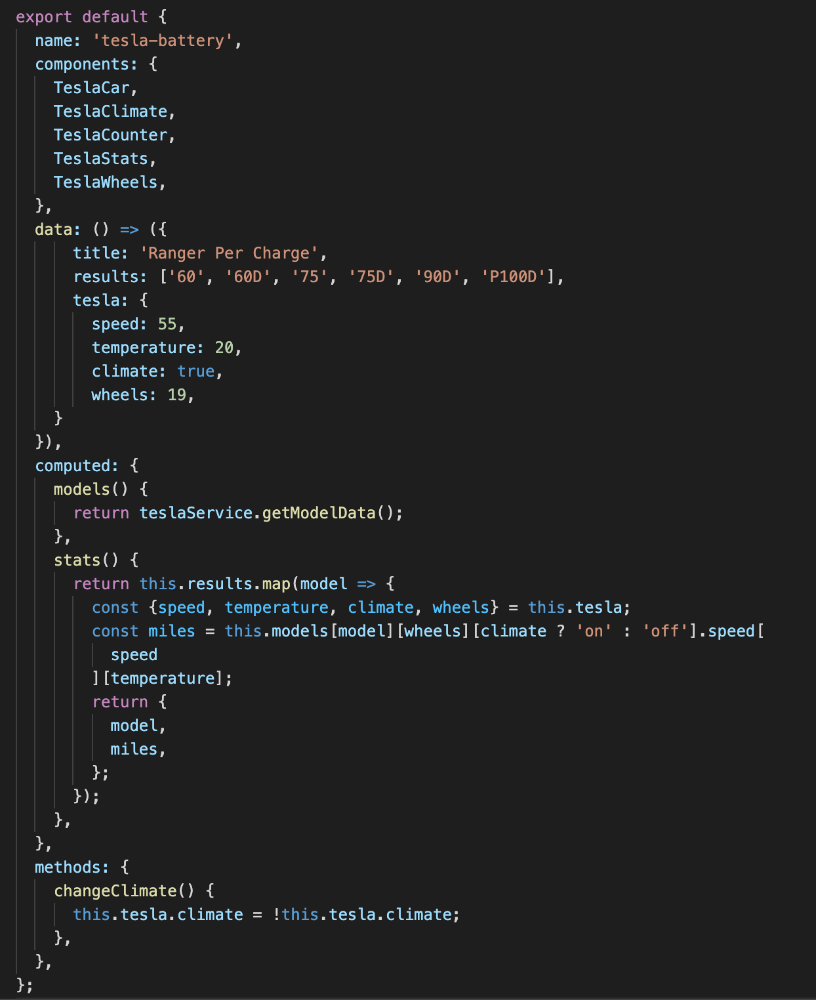 export default {
  name: 'tesla-battery',
  components: {
    TeslaCar,
    TeslaClimate,
    TeslaCounter,
    TeslaStats,
    TeslaWheels,
  },
  data: () => ({
      title: 'Ranger Per Charge',
      results: ['60', '60D', '75', '75D', '90D', 'P100D'],
      tesla: {
        speed: 55,
        temperature: 20,
        climate: true,
        wheels: 19,
    }
  }),
  computed: {
    models() {
      return teslaService.getModelData();
    },
    stats() {
      return this.results.map(model => {
        const {speed, temperature, climate, wheels} = this.tesla;
        const miles = this.models[model][wheels][climate ? 'on' : 'off'].speed[
          speed
        ][temperature];
        return {
          model,
          miles,
        };
      });
    },
  },
  methods: {
    changeClimate() {
      this.tesla.climate = !this.tesla.climate;
    },
  },
};